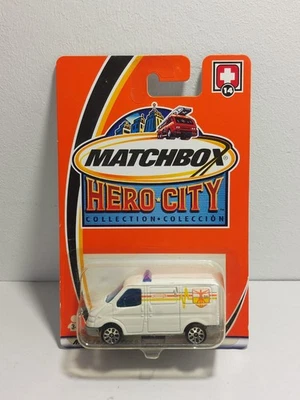 14
MATCHBOX®
HERO-CITY
COLLECTION • COLECCIÓN